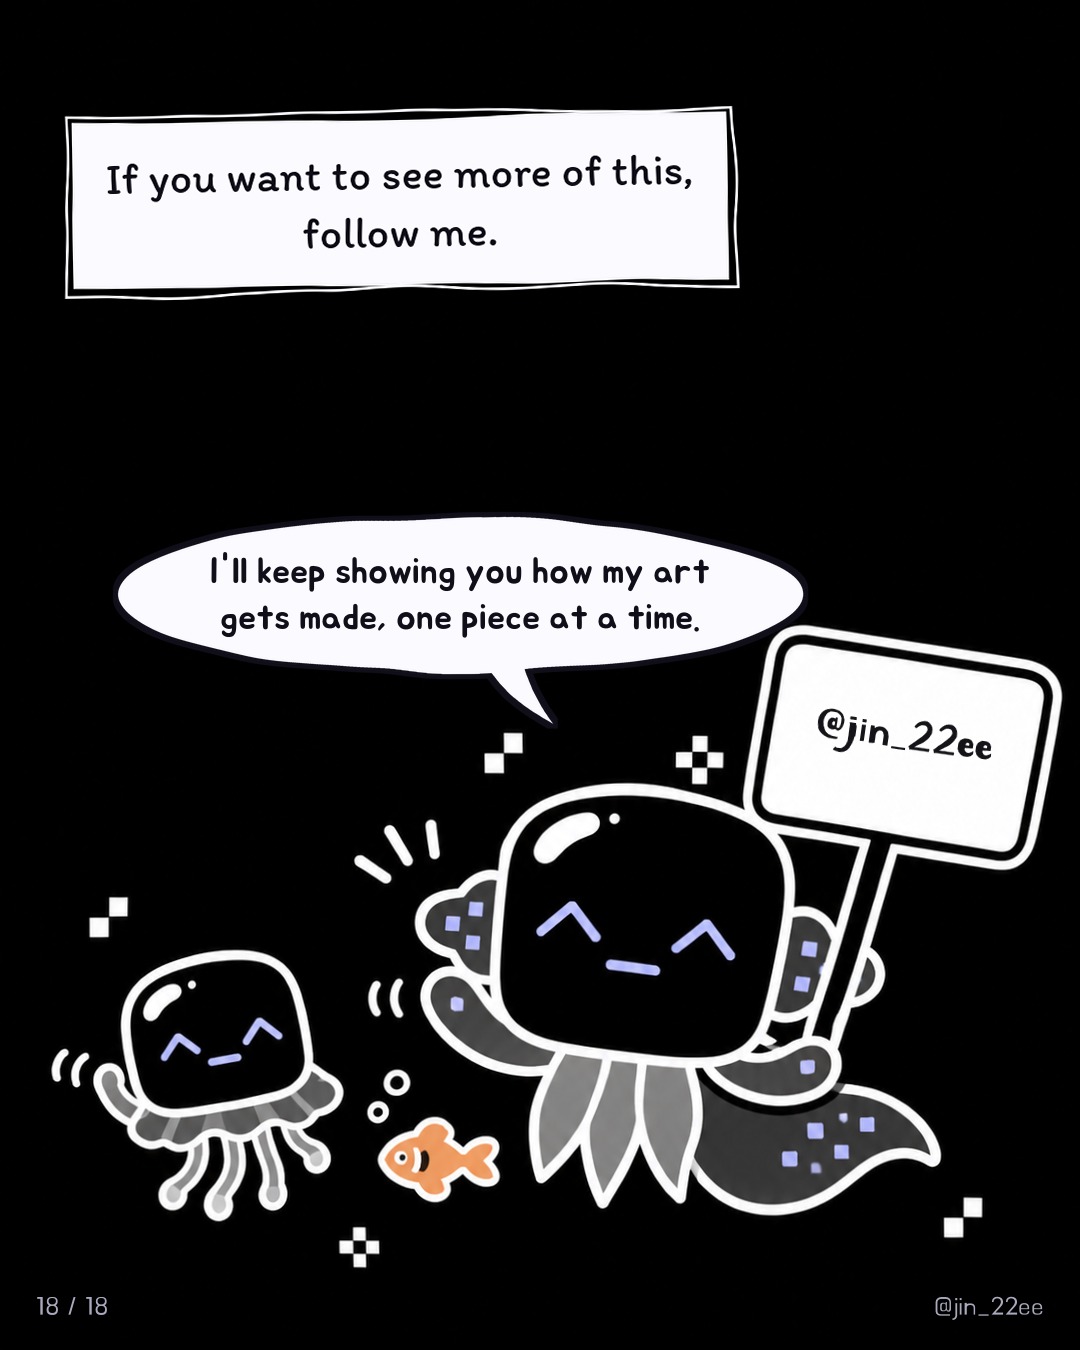 If you want to see more of this,
follow me.
I'll keep showing you how my art
gets made, one piece at a time.
@jin_22ee
18 / 18
@jin_22ee